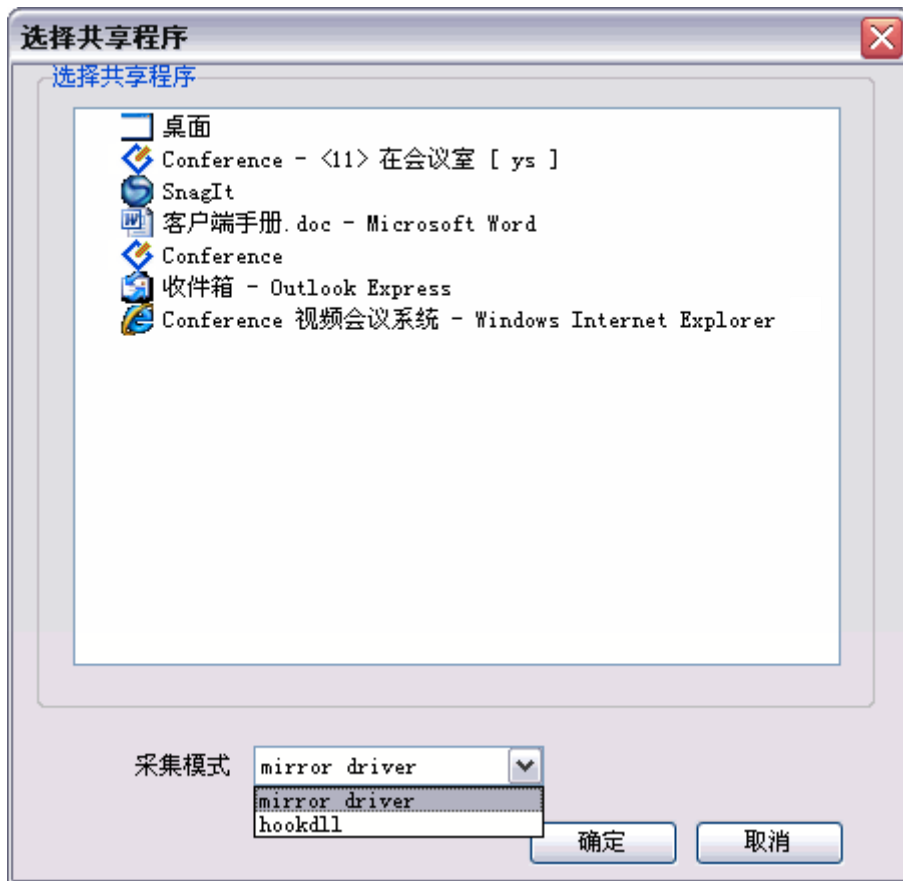 选择共享程序
选择共享程序
桌面
Conference - <11> 在会议室 [ ys ]
SnagIt
客户端手册.doc - Microsoft Word
Conference
收件箱 - Outlook Express
Conference 视频会议系统 - Windows Internet Explorer
采集模式 mirror driver
mirror driver
hookdll
确定 取消